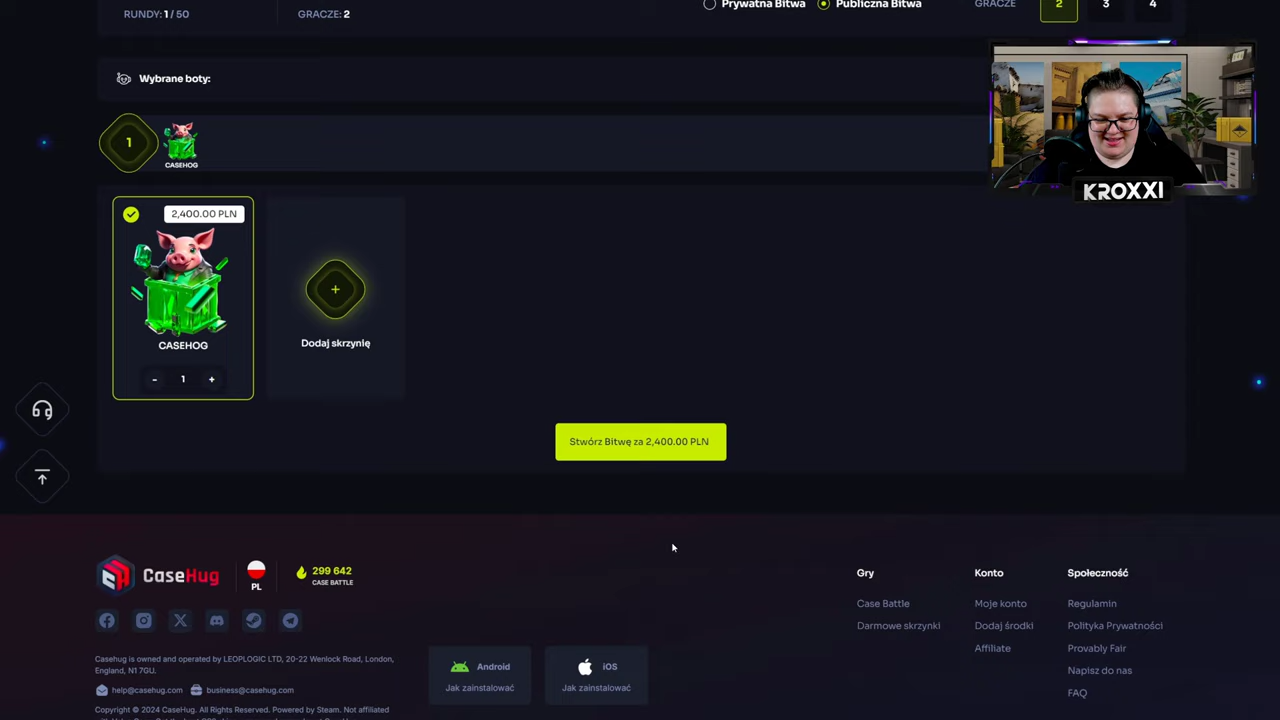 RUNDY: 1 / 50
GRACZE: 2
Prywatna Bitwa
Publiczna Bitwa
GRACZE
2
3
4
Wybrane boty:
1
CASEHOG
KROXXI
2,400.00 PLN
CASEHOG
- 1 +
+
Dodaj skrzynię
Stwórz Bitwę za 2,400.00 PLN
CaseHug
PL
299 642
CASE BATTLE
Gry
Case Battle
Darmowe skrzynki
Konto
Moje konto
Dodaj środki
Affiliate
Społeczność
Regulamin
Polityka Prywatności
Provably Fair
Napisz do nas
FAQ
Casehug is owned and operated by LEOPLOGIC LTD, 20-22 Wenlock Road, London,
England, N1 7GU.
help@casehug.com
business@casehug.com
Copyright © 2024 CaseHug. All Rights Reserved. Powered by Steam. Not affiliated
Android
Jak zainstalować
iOS
Jak zainstalować